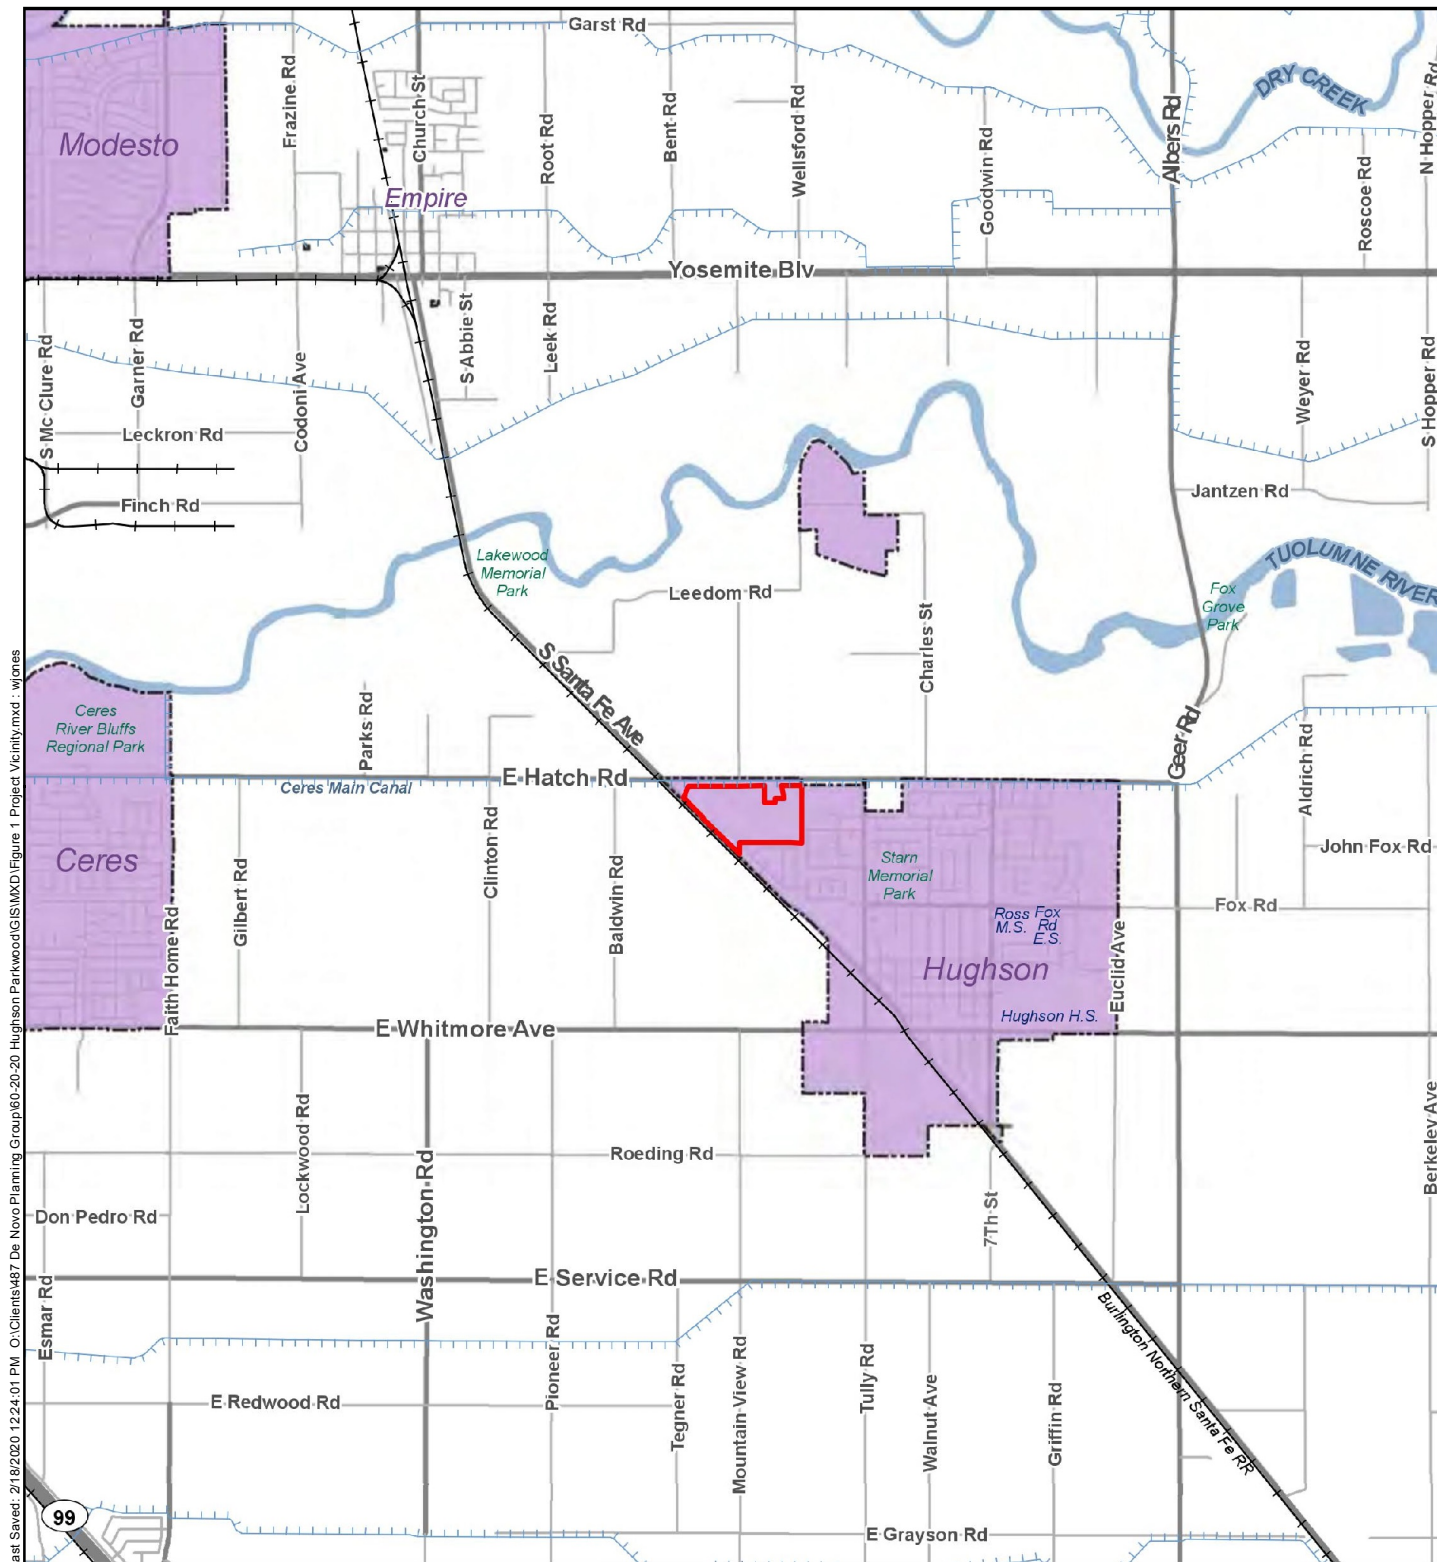 Garst Rd
Frazine Rd
Church St
Root Rd
Bent Rd
Wellsford Rd
Goodwin Rd
Albers Rd
DRY CREEK
Roscoe Rd
N Hopper Rd
Modesto
Empire
Yosemite Blv
S Mc Clure Rd
Garner Rd
Codoni Ave
S Abbie St
Leek Rd
Weyer Rd
S Hopper Rd
Leckron Rd
Finch Rd
Jantzen Rd
Lakewood
Memorial
Park
Leedom Rd
Charles St
TUOLUMNE RIVER
Fox
Grove
Park
S Santa Fe Ave
Ceres
River Bluffs
Regional Park
Parks Rd
Geer Rd
Aldrich Rd
E Hatch Rd
Ceres Main Canal
Ceres
Gilbert Rd
Clinton Rd
Baldwin Rd
Faith Home Rd
Starn
Memorial
Park
John Fox Rd
Fox Rd
Ross
M.S.
Fox
Rd
E.S.
Hughson
Euclid Ave
Hughson H.S.
E Whitmore Ave
Lockwood Rd
Washington Rd
Roeding Rd
Berkeley Ave
Don Pedro Rd
7Th St
E Service Rd
Esmar Rd
Burlington Northern Santa Fe RR
Pioneer Rd
Tegner Rd
Mountain View Rd
Tully Rd
Walnut Ave
Griffin Rd
E Redwood Rd
99
E Grayson Rd
ast Saved: 2/18/2020 12:24:01 PM O:\Clients\487 De Novo Planning Group\60-20-20 Hughson Parkwood\GIS\MXD\Figure 1 Project Vicinity.mxd : wjones